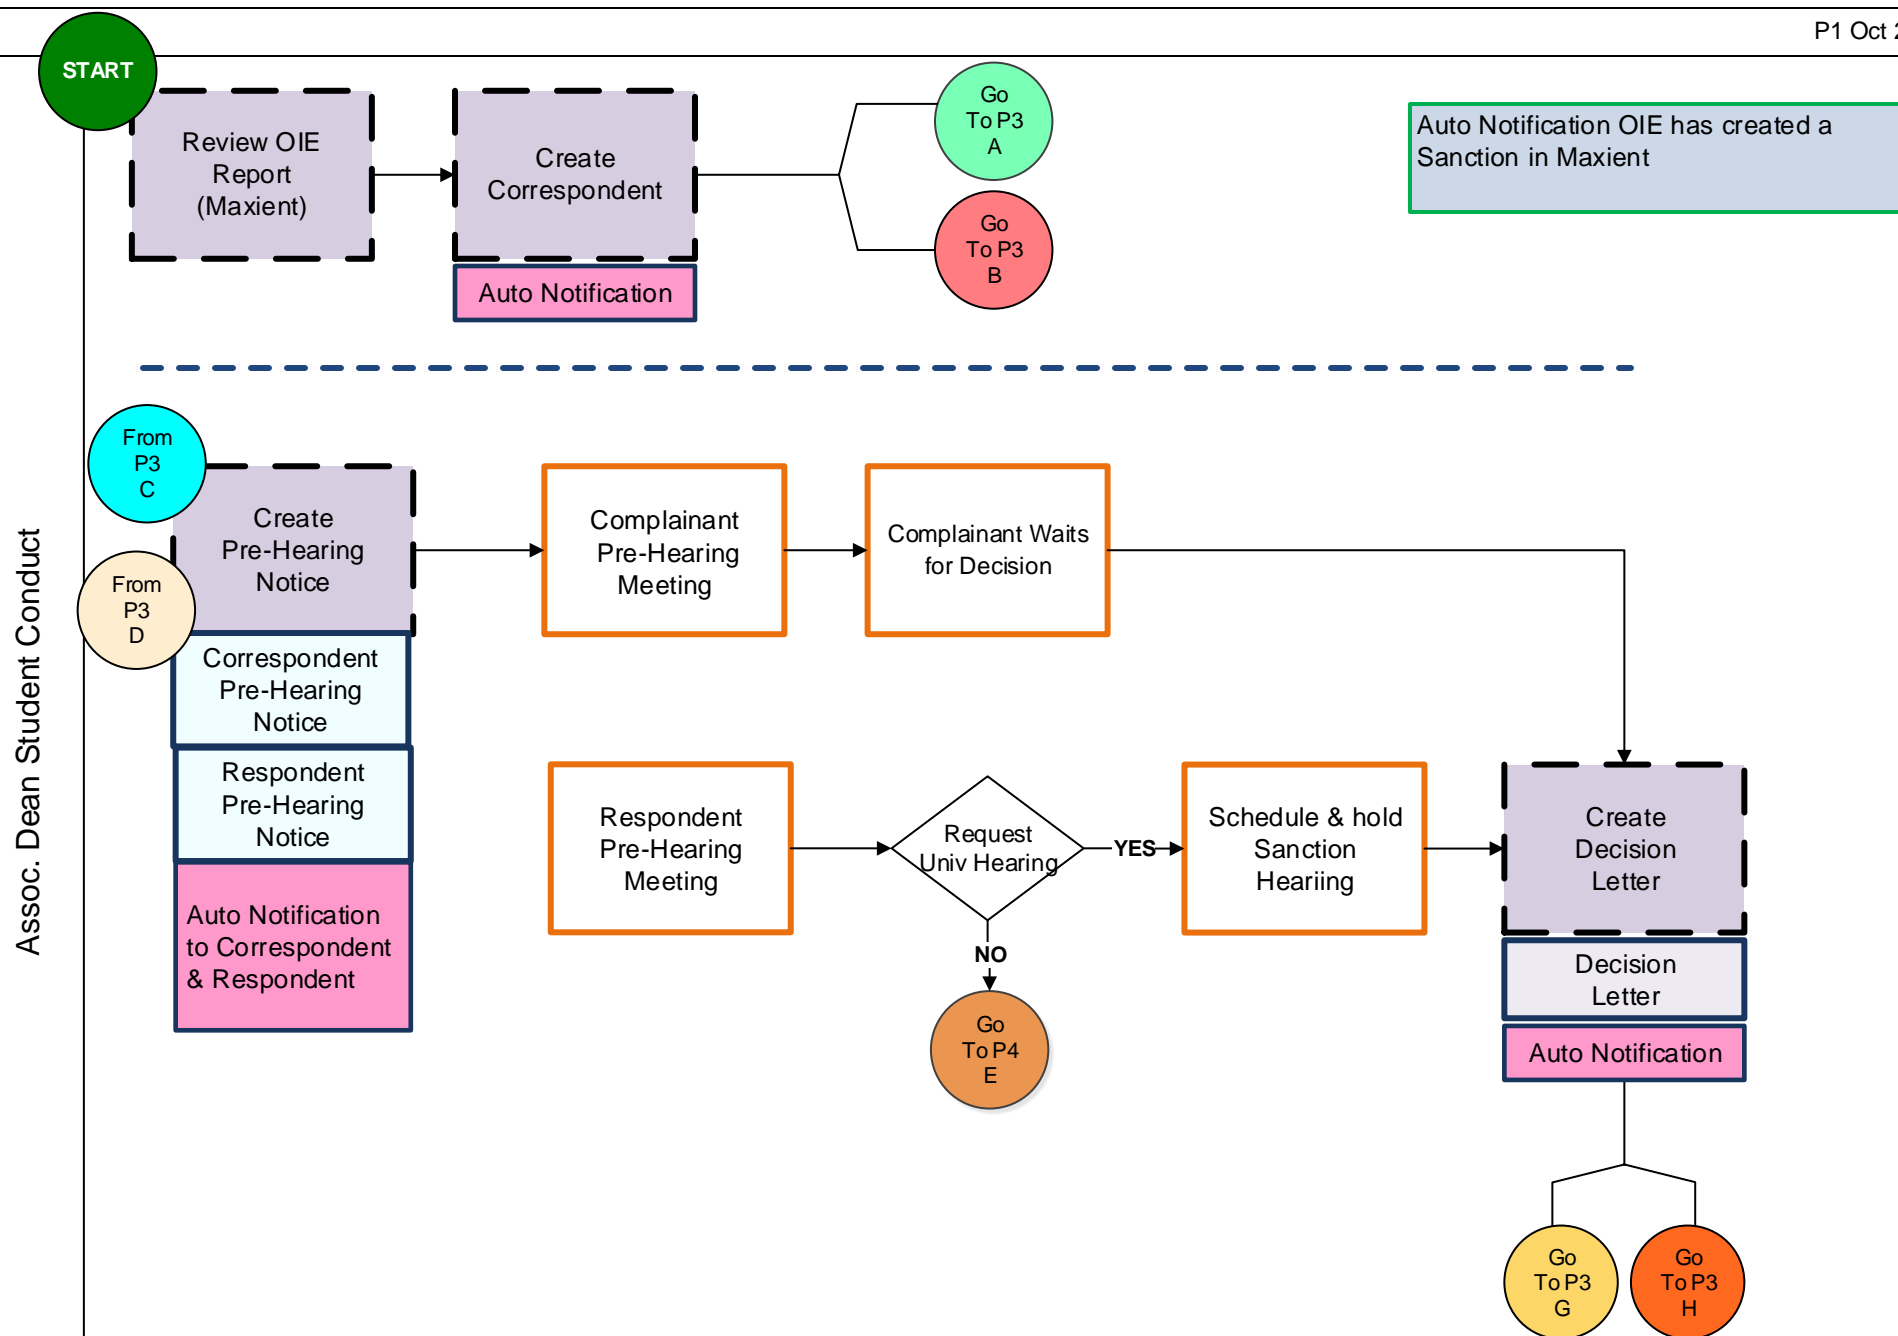 P1 Oct 2
START
Review OIE
Report
(Maxient)
Create
Correspondent
Auto Notification
Go
To P3
A
Go
To P3
B
Auto Notification OIE has created a
Sanction in Maxient
Assoc. Dean Student Conduct
From
P3
C
From
P3
D
Create
Pre-Hearing
Notice
Correspondent
Pre-Hearing
Notice
Respondent
Pre-Hearing
Notice
Auto Notification
to Correspondent
& Respondent
Complainant
Pre-Hearing
Meeting
Complainant Waits
for Decision
Respondent
Pre-Hearing
Meeting
Request
Univ Hearing
YES
NO
Go
To P4
E
Schedule & hold
Sanction
Heariing
Create
Decision
Letter
Decision
Letter
Auto Notification
Go
To P3
G
Go
To P3
H